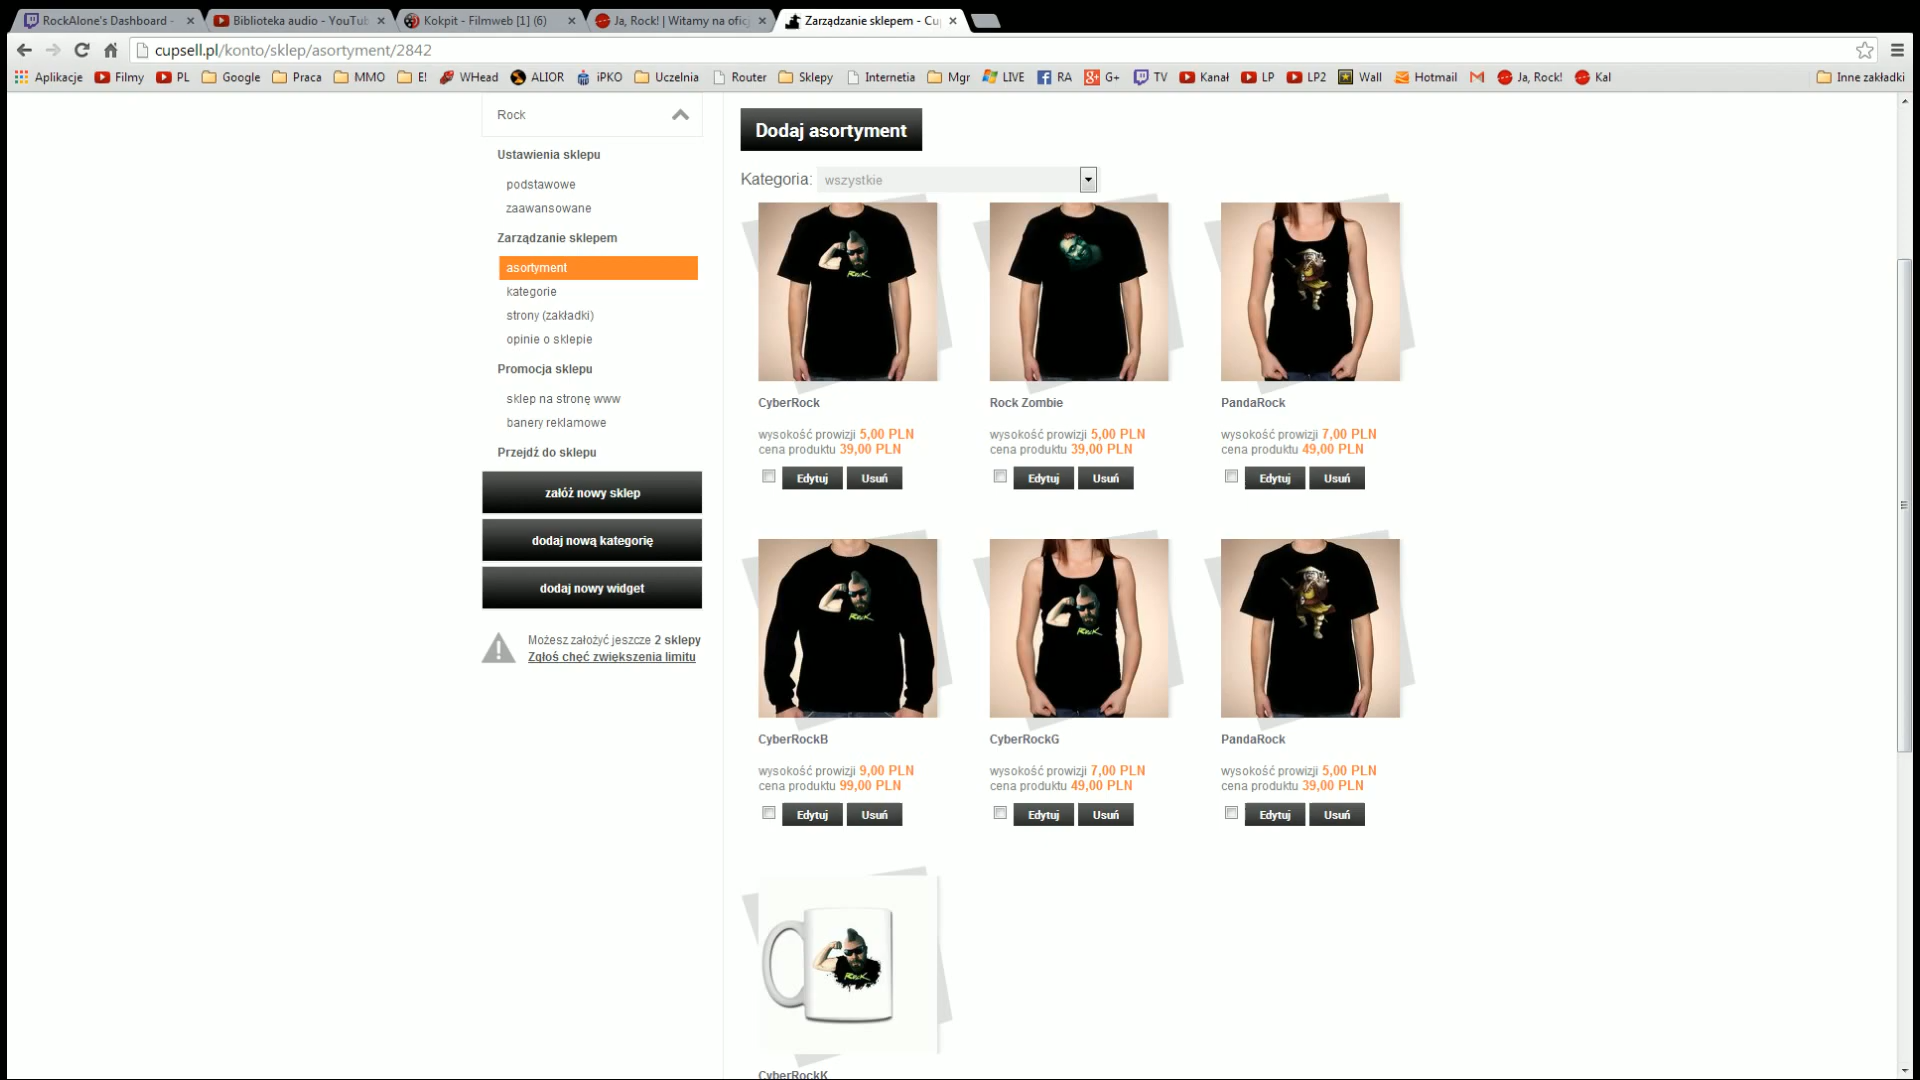 RockAlone's Dashboard -
Biblioteka audio - YouTub
Kokpit - Filmweb [1] (6)
Ja, Rock! | Witamy na ofic
Zarządzanie sklepem - Cu
cupsell.pl/konto/sklep/asortyment/2842
Aplikacje Filmy PL Google Praca MMO E! WHead ALIOR iPKO Uczelnia Router Sklepy Internetia Mgr LIVE RA G+ TV Kanał LP LP2 Wall Hotmail Ja, Rock! Kal Inne zakładki
Rock
Ustawienia sklepu
podstawowe
zaawansowane
Zarządzanie sklepem
asortyment
kategorie
strony (zakładki)
opinie o sklepie
Promocja sklepu
sklep na stronę www
banery reklamowe
Przejdź do sklepu
załóż nowy sklep
dodaj nową kategorię
dodaj nowy widget
Możesz założyć jeszcze 2 sklepy
Zgłoś chęć zwiększenia limitu
Dodaj asortyment
Kategoria: wszystkie
ROCK
CyberRock
wysokość prowizji 5,00 PLN
cena produktu 39,00 PLN
Edytuj Usuń
Rock Zombie
wysokość prowizji 5,00 PLN
cena produktu 39,00 PLN
Edytuj Usuń
PandaRock
wysokość prowizji 7,00 PLN
cena produktu 49,00 PLN
Edytuj Usuń
ROCK
CyberRockB
wysokość prowizji 9,00 PLN
cena produktu 99,00 PLN
Edytuj Usuń
ROCK
CyberRockG
wysokość prowizji 7,00 PLN
cena produktu 49,00 PLN
Edytuj Usuń
PandaRock
wysokość prowizji 5,00 PLN
cena produktu 39,00 PLN
Edytuj Usuń
ROCK
CyberRockK